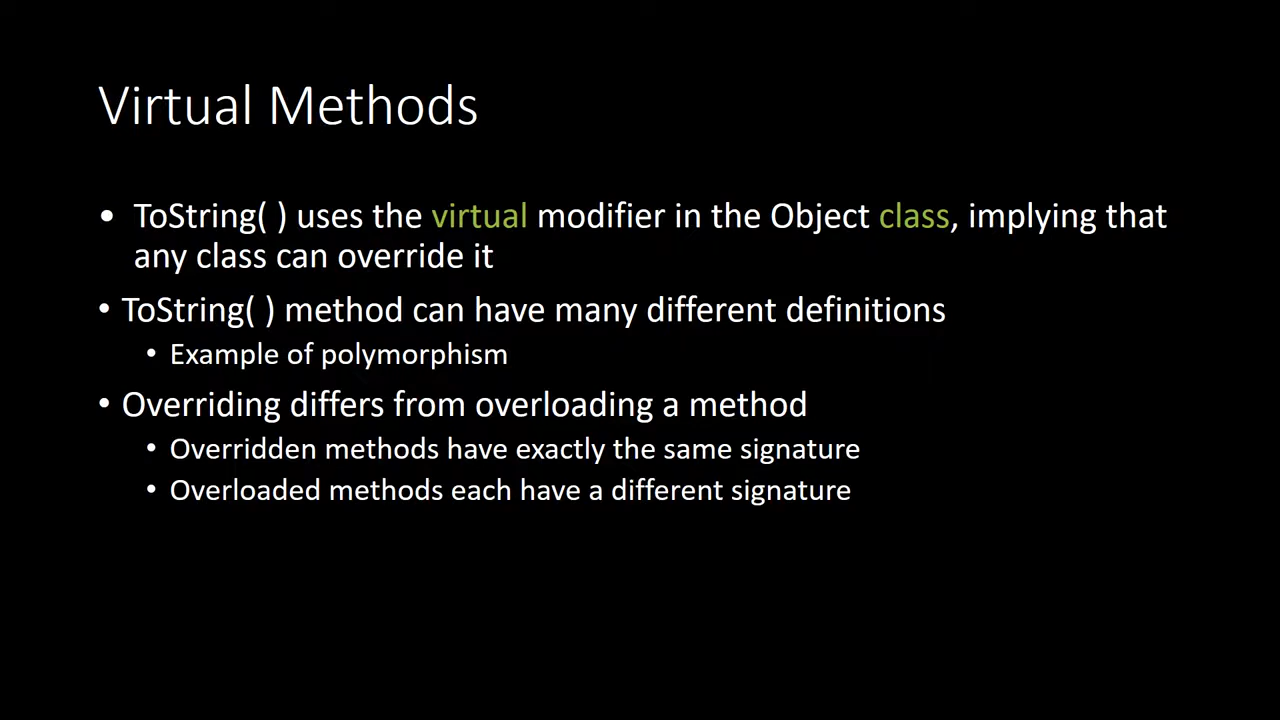 Virtual Methods
• ToString( ) uses the virtual modifier in the Object class, implying that
any class can override it
• ToString( ) method can have many different definitions
• Example of polymorphism
• Overriding differs from overloading a method
• Overridden methods have exactly the same signature
• Overloaded methods each have a different signature